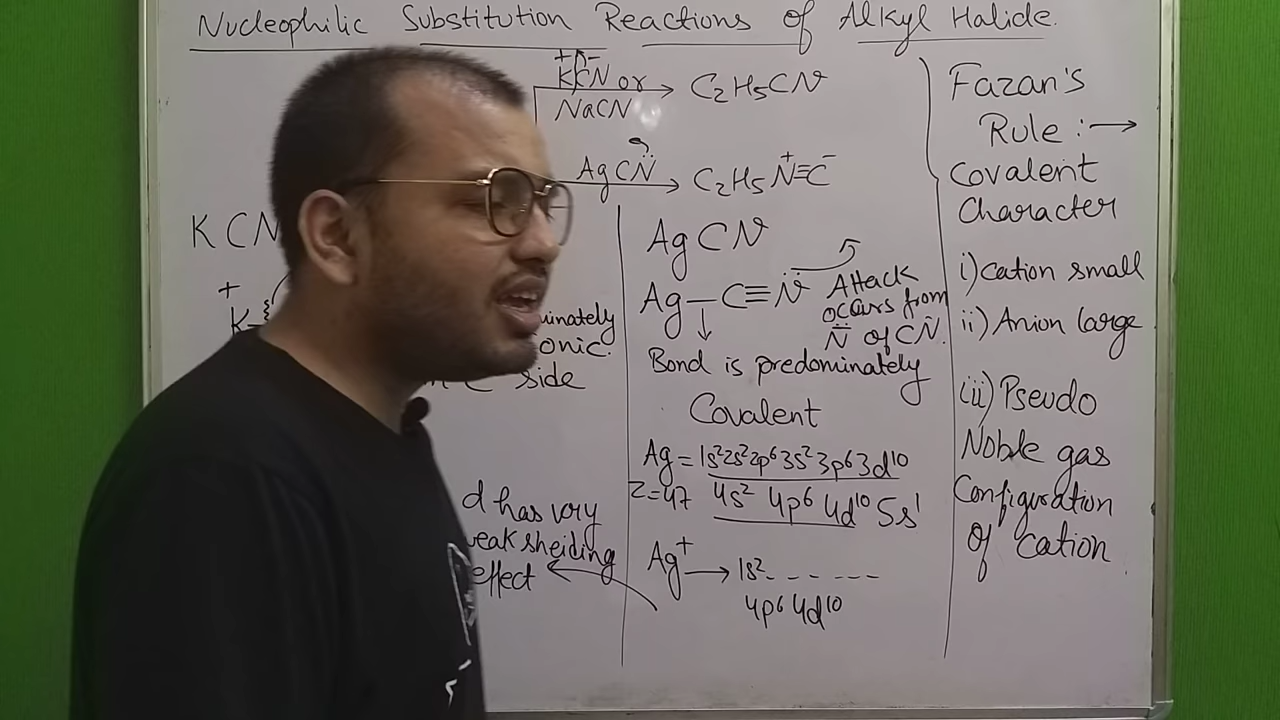 Nucleophilic Substitution Reactions of Alkyl Halide.
+ -
KCN or
NaCN
C2H5CN
AgCN̈
C2H5 N⁺≡C⁻
KCN
+
K
uinately
onic.
side
d has very
weak sheiding
effect
AgCN
Ag—C≡N̈
Attack
occurs from
N̈ of CN̄.
Bond is predominately
Covalent
Ag = 1s² 2s² 2p⁶ 3s² 3p⁶ 3d¹⁰
Z=47 4s² 4p⁶ 4d¹⁰ 5s¹
Ag⁺ → 1s² - - - - - -
4p⁶ 4d¹⁰
Fazan's
Rule :→
Covalent
Character
i) Cation small
ii) Anion large
iii) Pseudo
Noble gas
Configuration
of cation.